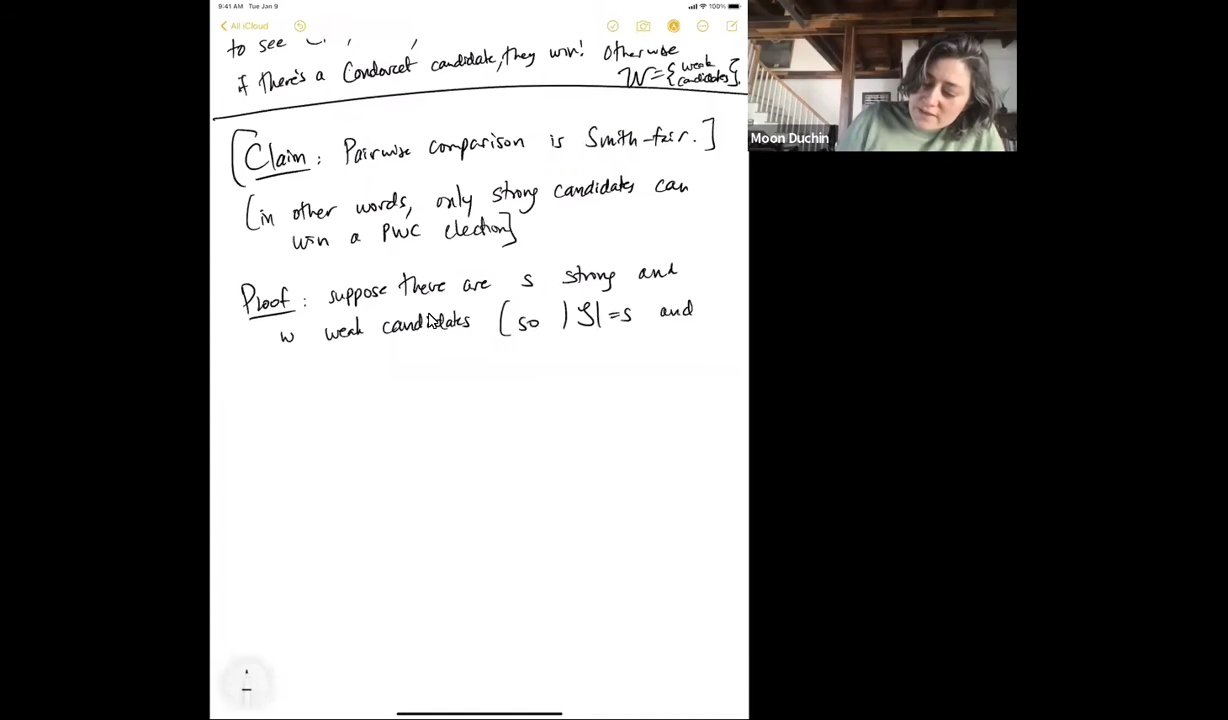 9:41 AM Tue Jan 9
100%
All iCloud
to see
if there's a Condorcet candidate, they win! Otherwise
W = { weak candidates }.
[Claim: Pairwise comparison is Smith-fair.]
(in other words, only strong candidates can
win a PWC election]
Proof: suppose there are s strong and
w weak candidates (so |S| = s and
Moon Duchin